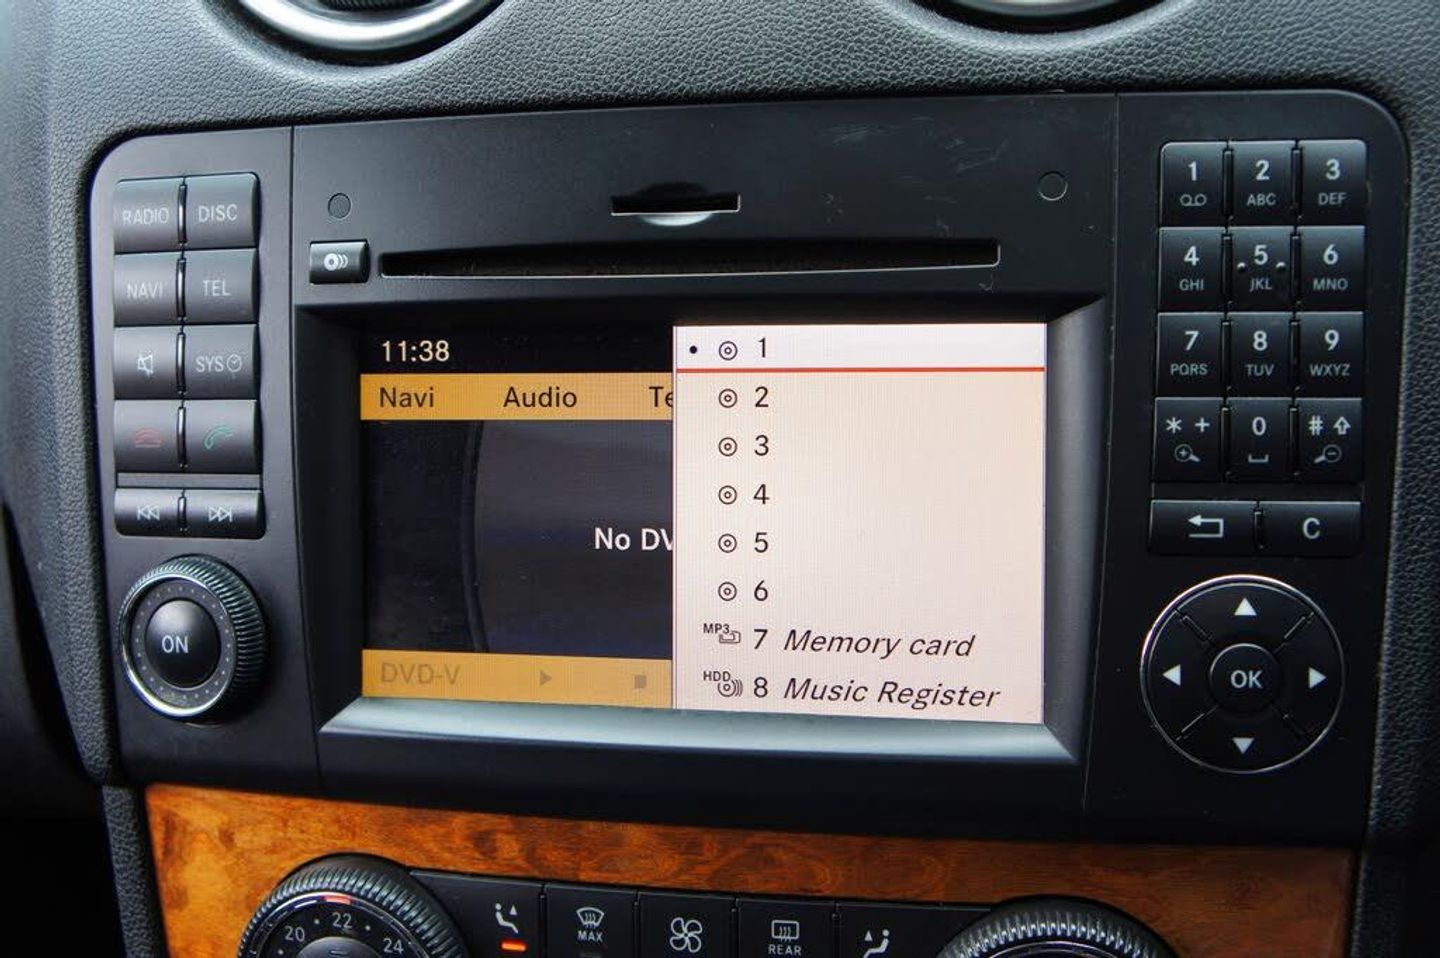 RADIO DISC
NAVI TEL
SYS
ON
11:38
Navi Audio Te
No DV
DVD-V
1
2
3
4
5
6
MP3 7 Memory card
HDD 8 Music Register
1 2 3
ABC DEF
4 5 6
GHI JKL MNO
7 8 9
PQRS TUV WXYZ
* + 0 #
C
OK
20 22 24
MAX
REAR